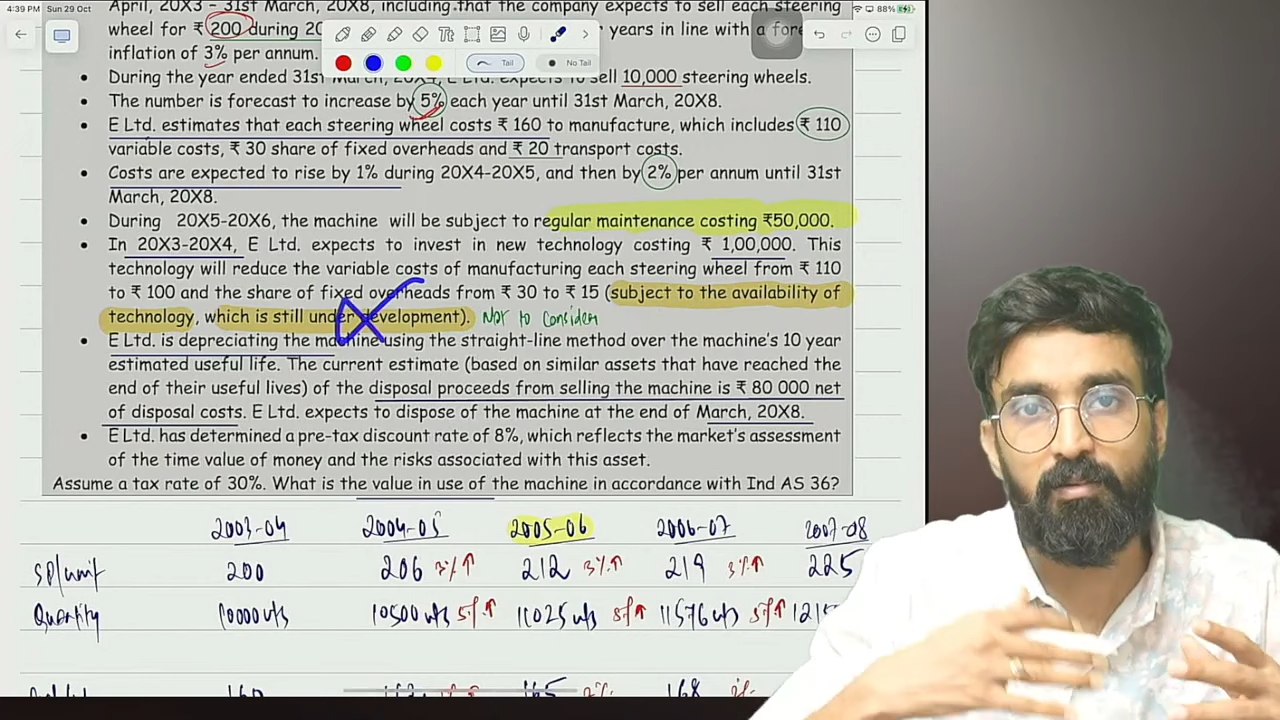 4:39 PM Sun 29 Oct
88%
April, 20X3 – 31st March, 20X8, including that the company expects to sell each steering
wheel for ₹ 200 during 20 years in line with a
inflation of 3% per annum.
Tail
No Tail
• During the year ended 31st March, 20X4, E Ltd. expects to sell 10,000 steering wheels.
• The number is forecast to increase by 5% each year until 31st March, 20X8.
• E Ltd. estimates that each steering wheel costs ₹ 160 to manufacture, which includes ₹ 110
variable costs, ₹ 30 share of fixed overheads and ₹ 20 transport costs.
• Costs are expected to rise by 1% during 20X4-20X5, and then by 2% per annum until 31st
March, 20X8.
• During 20X5-20X6, the machine will be subject to regular maintenance costing ₹50,000.
• In 20X3-20X4, E Ltd. expects to invest in new technology costing ₹ 1,00,000. This
technology will reduce the variable costs of manufacturing each steering wheel from ₹ 110
to ₹ 100 and the share of fixed overheads from ₹ 30 to ₹ 15 (subject to the availability of
technology, which is still under development). Not to consider
• E Ltd. is depreciating the machine using the straight-line method over the machine's 10 year
estimated useful life. The current estimate (based on similar assets that have reached the
end of their useful lives) of the disposal proceeds from selling the machine is ₹ 80 000 net
of disposal costs. E Ltd. expects to dispose of the machine at the end of March, 20X8.
• E Ltd. has determined a pre-tax discount rate of 8%, which reflects the market's assessment
of the time value of money and the risks associated with this asset.
Assume a tax rate of 30%. What is the value in use of the machine in accordance with Ind AS 36?
2003-04 2004-05 2005-06 2006-07 2007-08
SP/unit 200 206 3%↑ 212 3%↑ 219 3%↑ 225
Quantity 10000 uts 10500 uts 5%↑ 11025 uts 5%↑ 11576 uts 5%↑
160 165 168